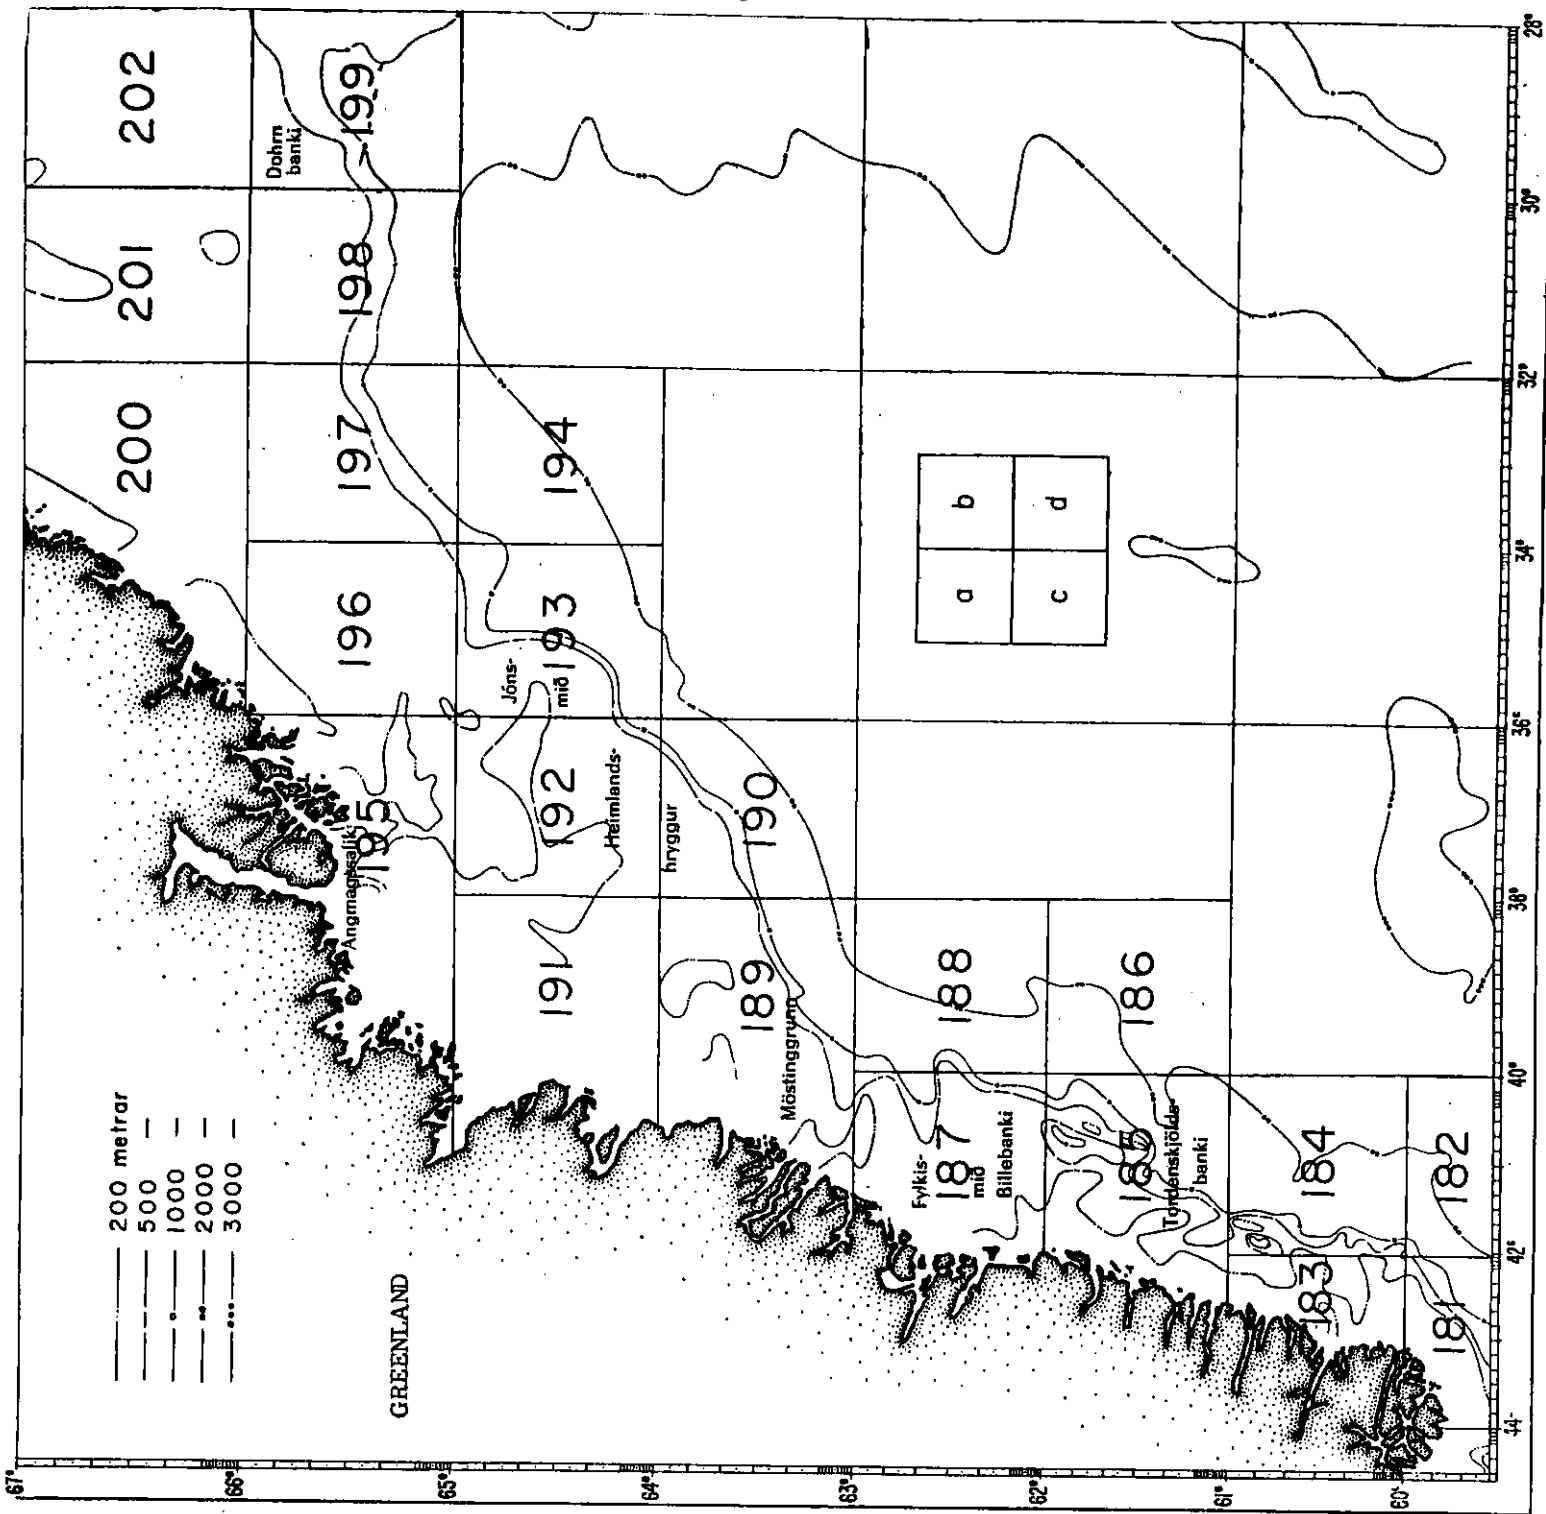 200 metrar
500 —
1000 —
2000 —
3000 —
GREENLAND
202
201
200
Dohrn
banki
199
198
197
196
195
Angmagssalik
194
Jóns-
mið
193
192
Heimlands-
hryggur
191
190
189
Möstinggrunn
188
Fylkis-
mið
187
Billebanki
186
185
Tordenskjölds
banki
184
183
182
181
a
b
c
d
67°
66°
65°
64°
63°
62°
61°
60°
44°
42°
40°
38°
36°
34°
32°
30°
28°